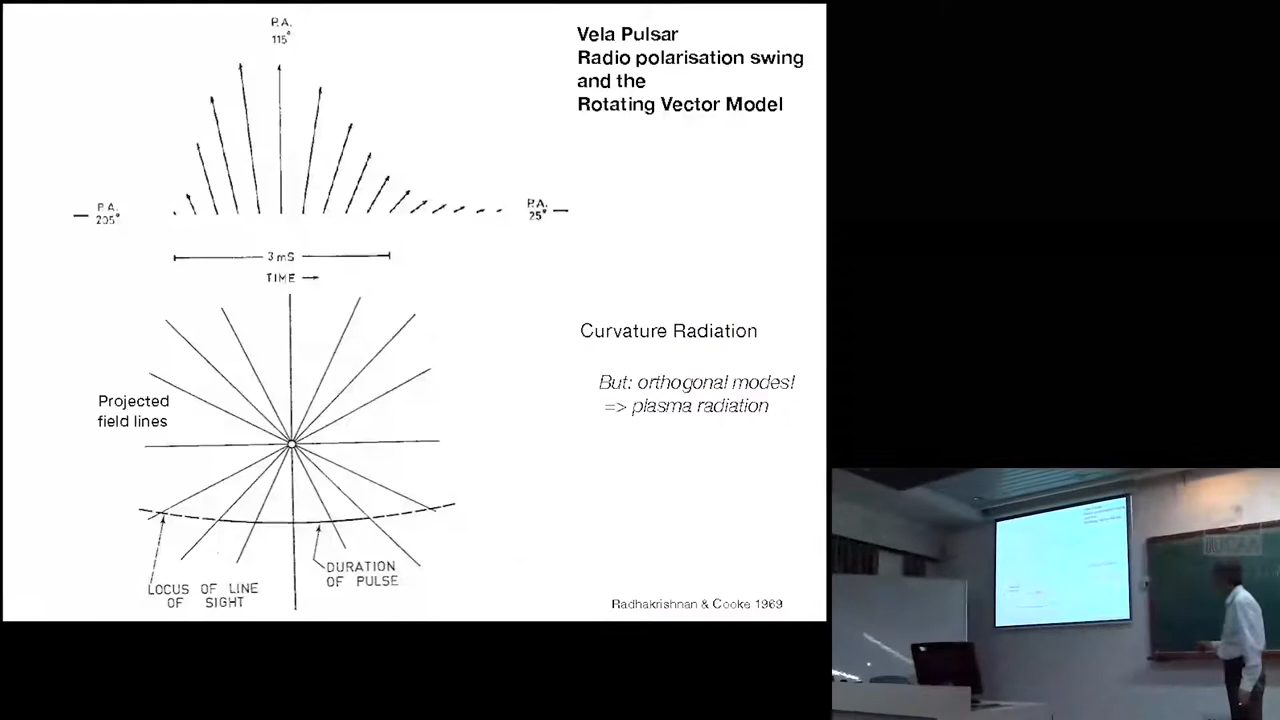 P.A.
115°
Vela Pulsar
Radio polarisation swing
and the
Rotating Vector Model
P.A.
205°
P.A.
25°
3 mS
TIME
Curvature Radiation
But: orthogonal modes!
=> plasma radiation
Projected
field lines
DURATION
OF PULSE
LOCUS OF LINE
OF SIGHT
Radhakrishnan & Cooke 1969